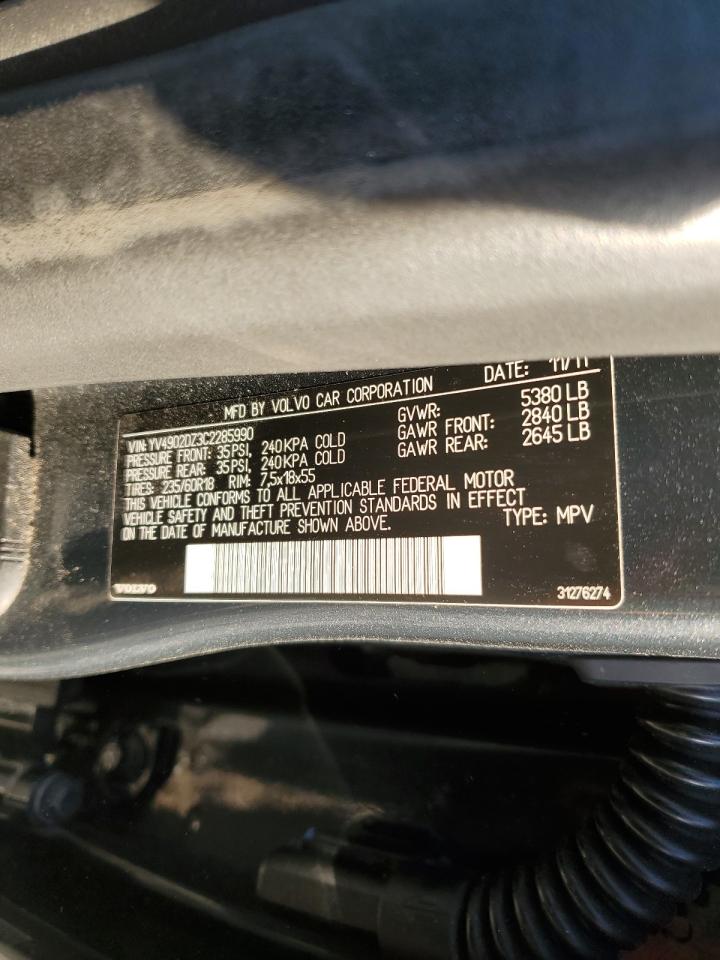 MFD BY VOLVO CAR CORPORATION DATE: 11/11
VIN: YV4902DZ3C2285990 GVWR: 5380 LB
PRESSURE FRONT: 35PSI, 240KPA COLD GAWR FRONT: 2840 LB
PRESSURE REAR: 35PSI, 240KPA COLD GAWR REAR: 2645 LB
TIRES: 235/60R18 RIM: 7,5x18x55
THIS VEHICLE CONFORMS TO ALL APPLICABLE FEDERAL MOTOR
VEHICLE SAFETY AND THEFT PREVENTION STANDARDS IN EFFECT
ON THE DATE OF MANUFACTURE SHOWN ABOVE. TYPE: MPV
VOLVO 31276274